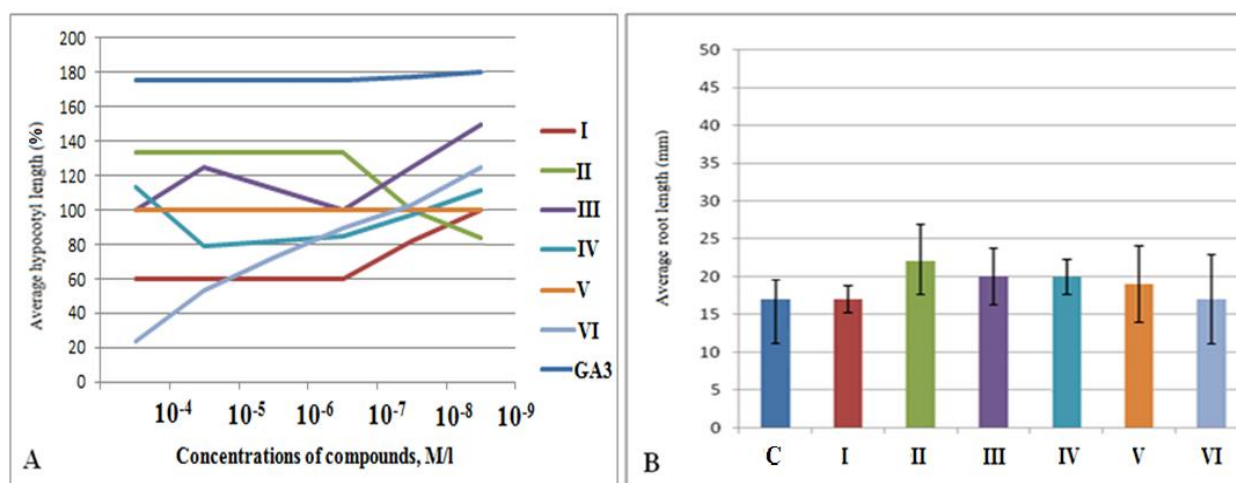 200
180
160
140
120
100
80
60
40
20
0
Average hypocotyl length (%)
10-4 10-5 10-6 10-7 10-8 10-9
Concentrations of compounds, M/l
A
I
II
III
IV
V
VI
GA3
50
45
40
35
30
25
20
15
10
5
0
Average root length (mm)
C I II III IV V VI
B